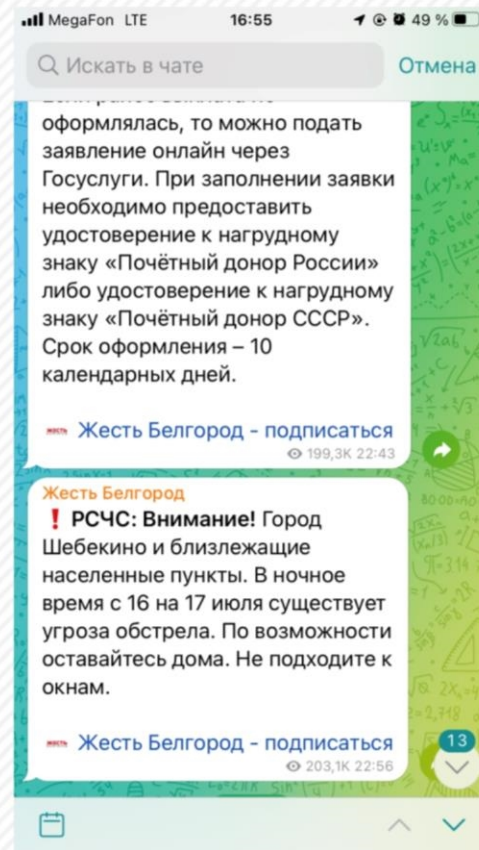 MegaFon LTE 16:55 49 %
Искать в чате Отмена
оформлялась, то можно подать
заявление онлайн через
Госуслуги. При заполнении заявки
необходимо предоставить
удостоверение к нагрудному
знаку «Почётный донор России»
либо удостоверение к нагрудному
знаку «Почётный донор СССР».
Срок оформления – 10
календарных дней.
Жесть Белгород - подписаться
199,3K 22:43
Жесть Белгород
❗ РСЧС: Внимание! Город
Шебекино и близлежащие
населенные пункты. В ночное
время с 16 на 17 июля существует
угроза обстрела. По возможности
оставайтесь дома. Не подходите к
окнам.
Жесть Белгород - подписаться
203,1K 22:56
13